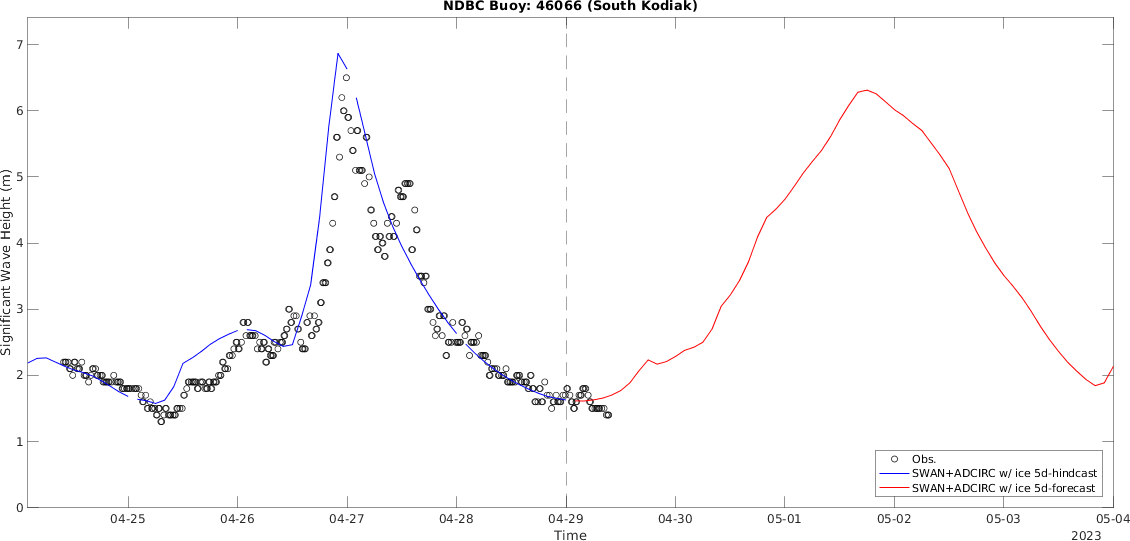 NDBC Buoy: 46066 (South Kodiak)
Significant Wave Height (m)
7
6
5
4
3
2
1
0
Obs.
SWAN+ADCIRC w/ ice 5d-hindcast
SWAN+ADCIRC w/ ice 5d-forecast
04-25 04-26 04-27 04-28 04-29 04-30 05-01 05-02 05-03 05-04
Time
2023